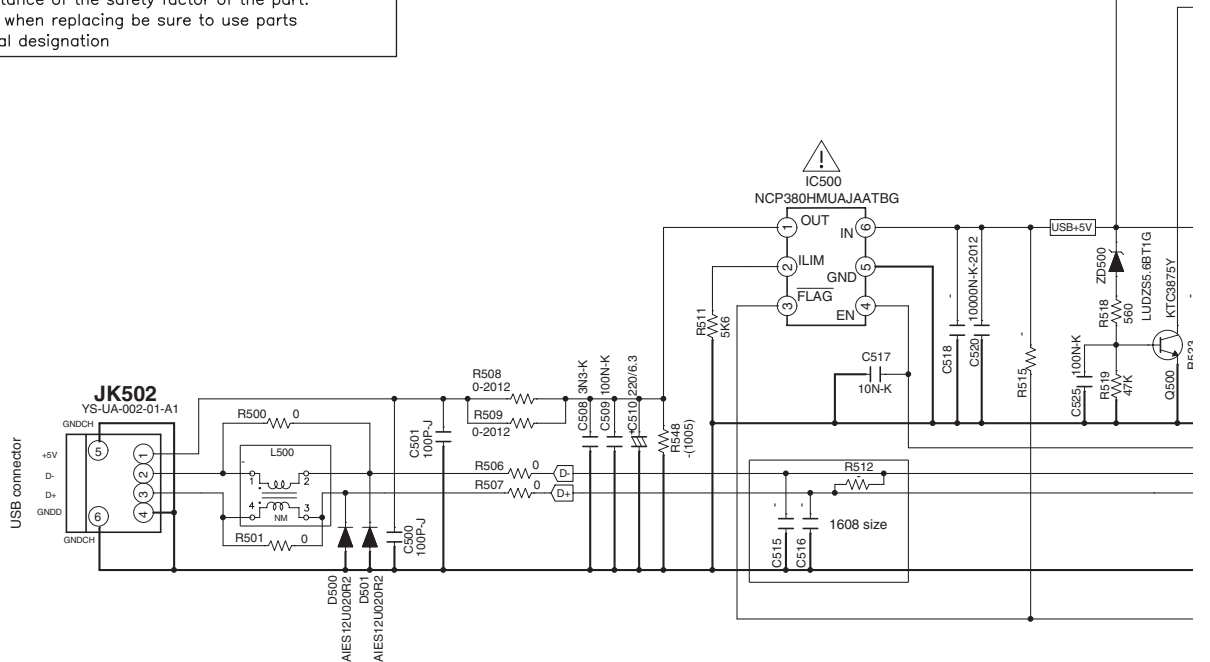 tance of the safety factor of the part.
when replacing be sure to use parts
al designation
IC500
NCP380HMUAJAATBG
1
OUT
IN
6
2
ILIM
GND
5
3
FLAG
EN
4
R511
5K6
C517
10N-K
C518
-
C520
10000N-K-2012
R515
-
USB+5V
ZD500
LUDZS5.6BT1G
R518
560
C525
100N-K
R519
47K
KTC3875Y
Q500
R523
-
JK502
YS-UA-002-01-A1
USB connector
GNDCH
+5V
D-
D+
GNDD
GNDCH
5
6
1
2
3
4
R500
0
L500
-
1
2
4
3
NM
R501
0
D500
AIES12U020R2
D501
AIES12U020R2
C500
100P-J
C501
100P-J
R508
0-2012
R509
0-2012
R506
0
D-
R507
0
D+
C508
3N3-K
C509
100N-K
C510
220/6.3
+
R548
-(1005)
R512
-
C515
-
C516
-
1608 size